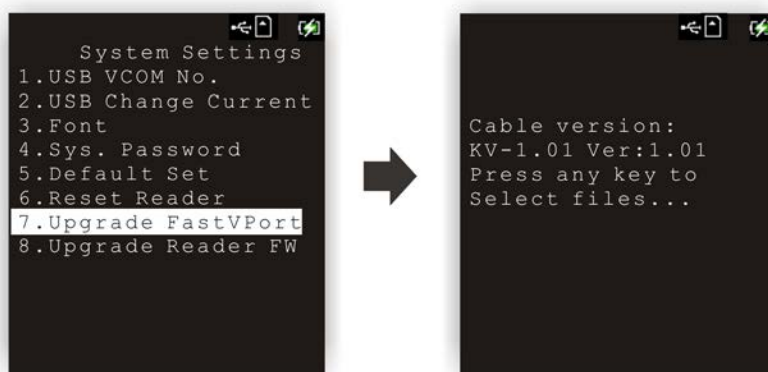 System Settings
1.USB VCOM No.
2.USB Change Current
3.Font
4.Sys. Password
5.Default Set
6.Reset Reader
7.Upgrade FastVPort
8.Upgrade Reader FW
Cable version:
KV-1.01 Ver:1.01
Press any key to
Select files...